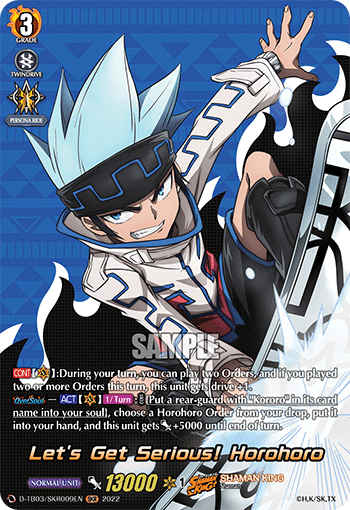 3
GRADE
TWINDRIVE
PERSONA RIDE
SAMPLE
CONT【】:During your turn, you can play two Orders, and if you played
two or more Orders this turn, this unit gets drive +1.
OverSoul — ACT【】1/Turn:[Put a rear-guard with "Kororo" in its card
name into your soul], choose a Horohoro Order from your drop, put it
into your hand, and this unit gets +5000 until end of turn.
Let's Get Serious! Horohoro
NORMAL UNIT 13000 1 SHAMAN KING
Shaman
D-TB03/SKR009EN 2022 ©H,K/SK,TX